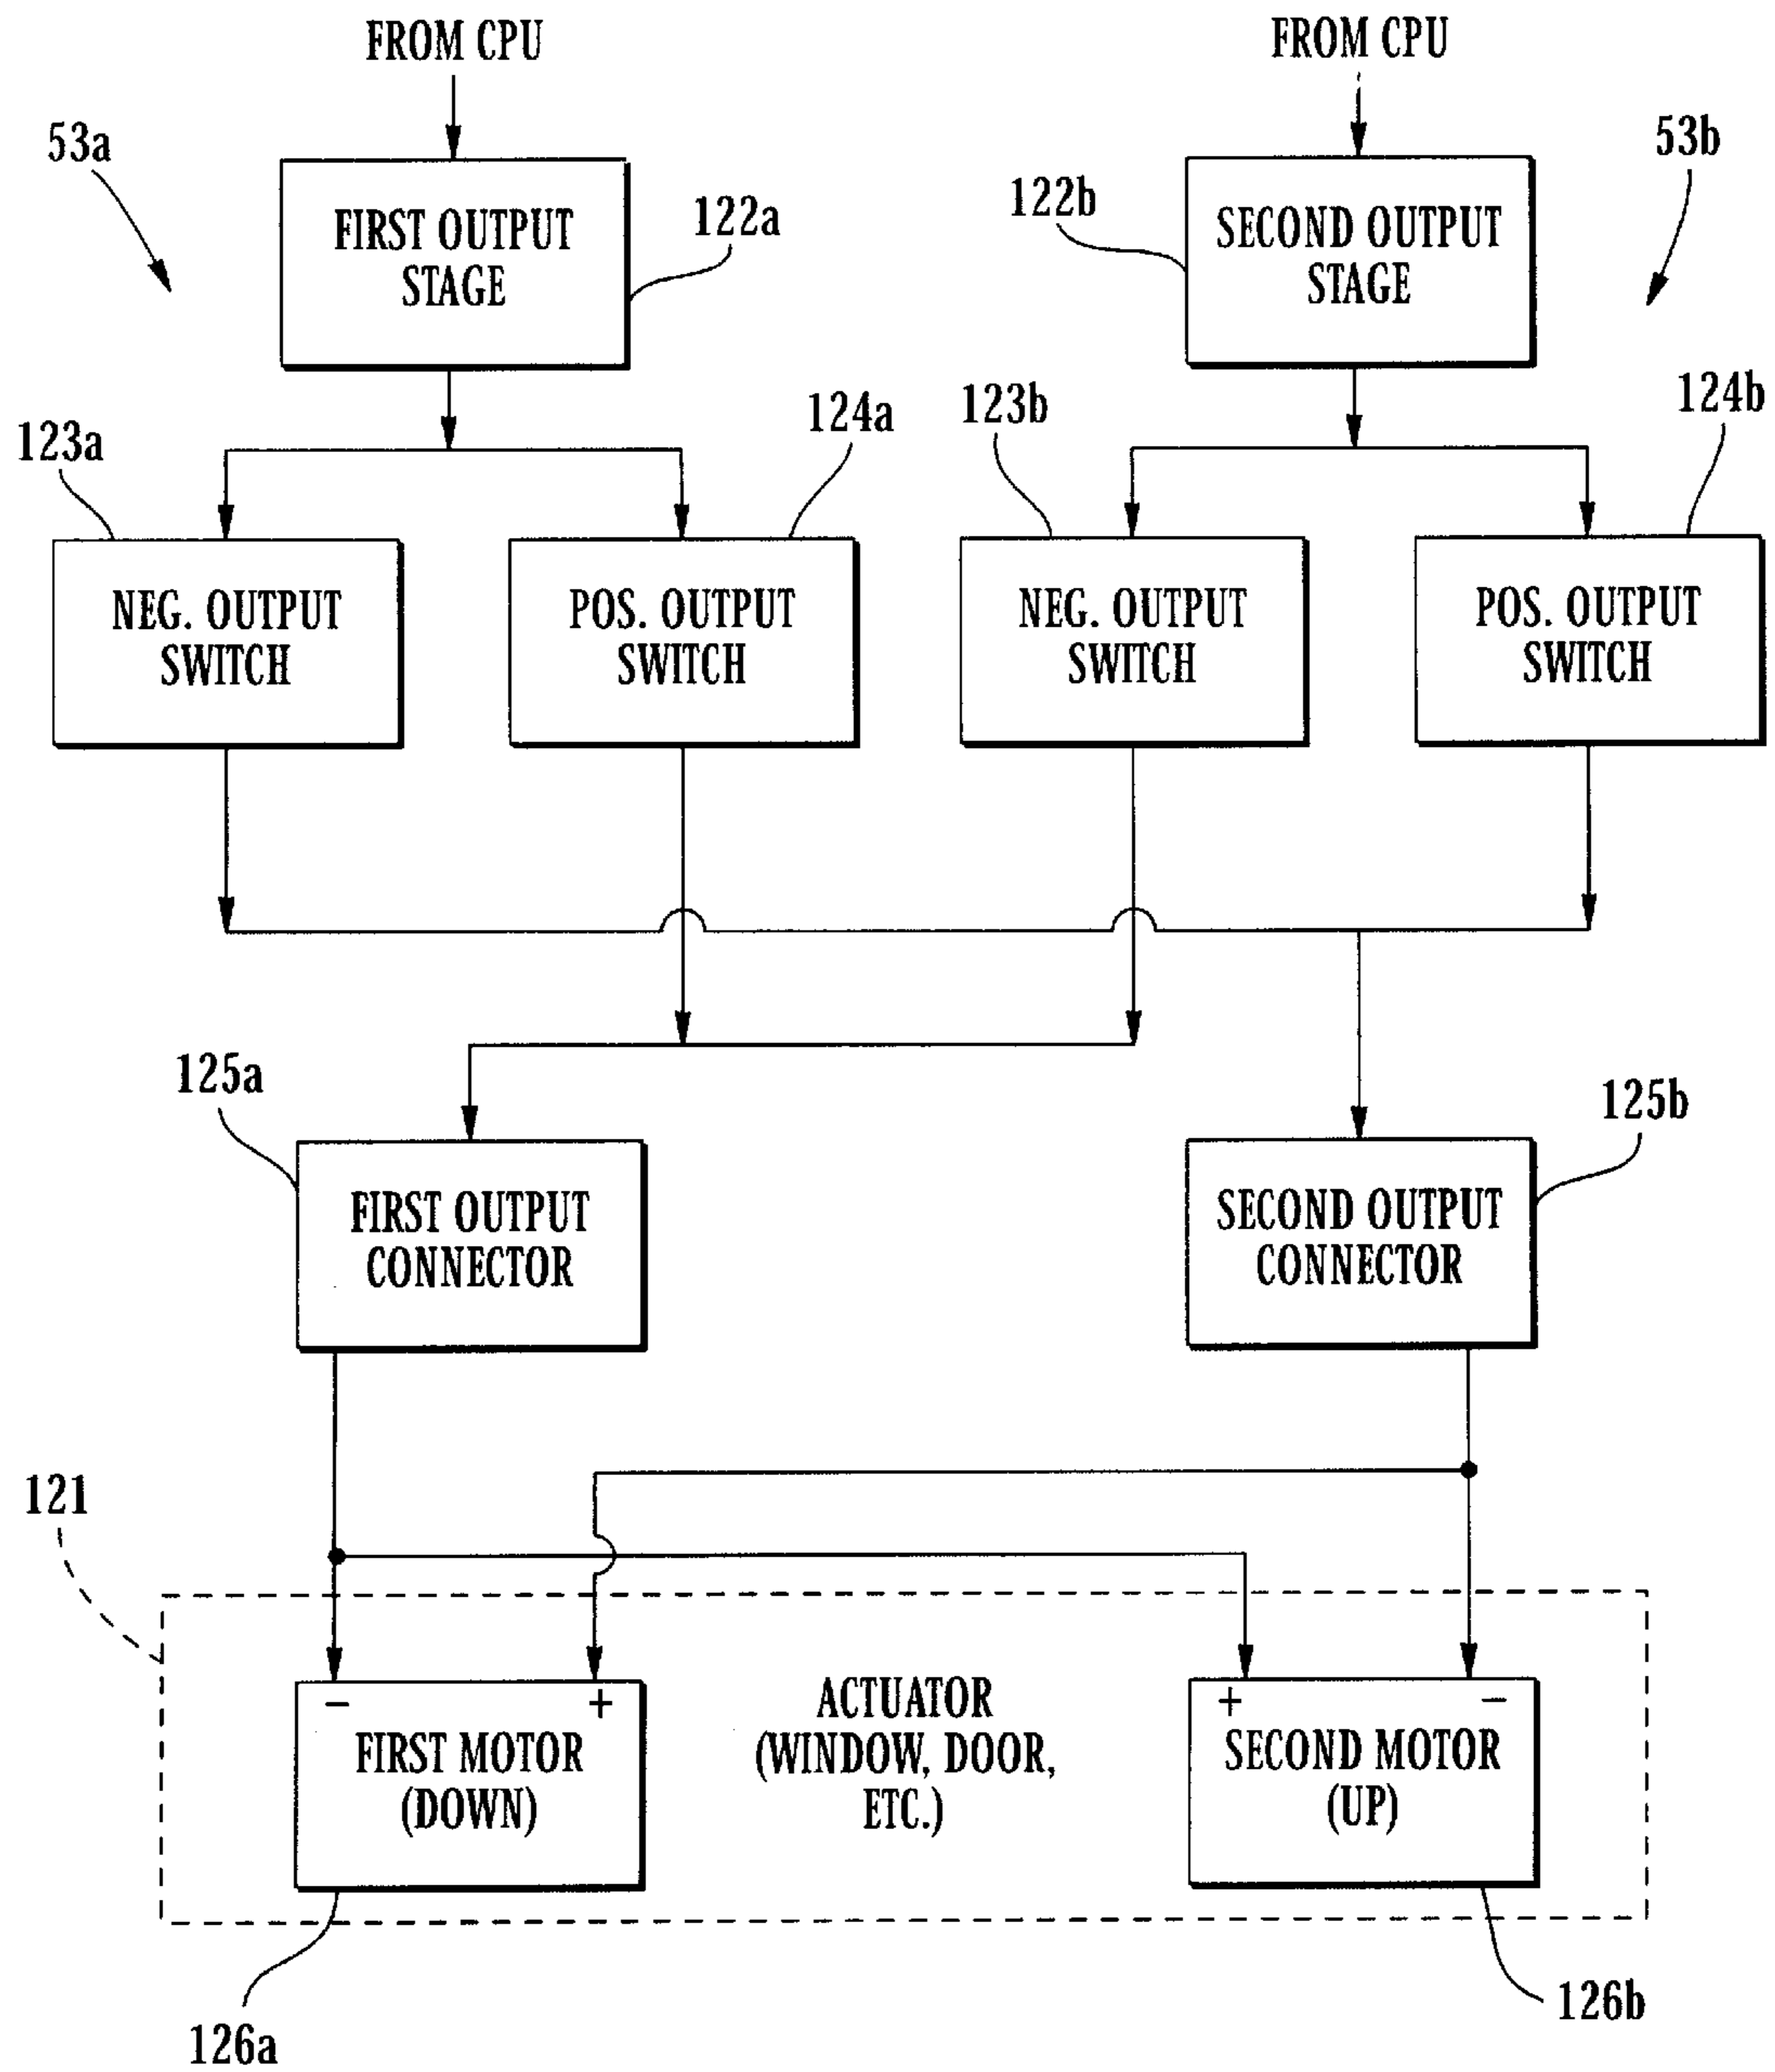 FROM CPU
FROM CPU
53a
53b
FIRST OUTPUT
STAGE
122a
122b
SECOND OUTPUT
STAGE
123a
124a
123b
124b
NEG. OUTPUT
SWITCH
POS. OUTPUT
SWITCH
NEG. OUTPUT
SWITCH
POS. OUTPUT
SWITCH
125a
125b
FIRST OUTPUT
CONNECTOR
SECOND OUTPUT
CONNECTOR
121
− +
FIRST MOTOR
(DOWN)
ACTUATOR
(WINDOW, DOOR,
ETC.)
+ −
SECOND MOTOR
(UP)
126a
126b